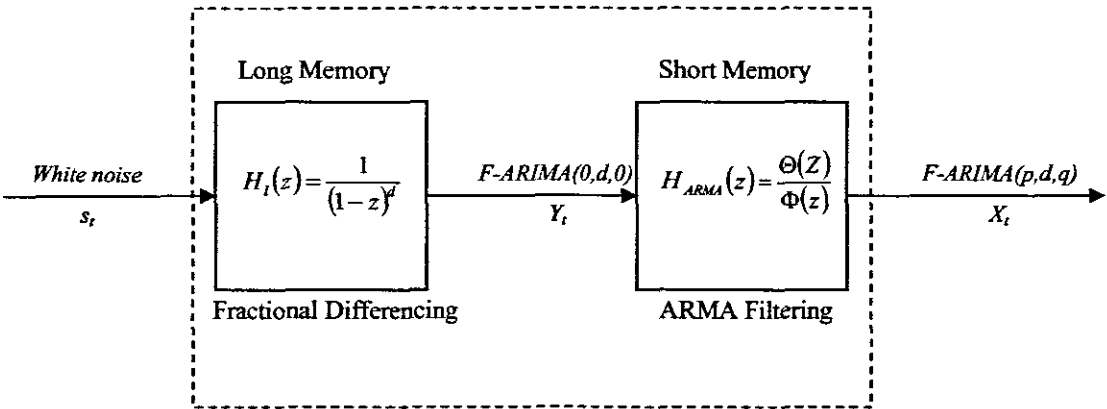 Long Memory
Short Memory
White noise
s_t
H_l(z) = 1/(1-z)^d
F-ARIMA(0,d,0)
Y_t
H_ARMA(z) = Θ(Z)/Φ(z)
F-ARIMA(p,d,q)
X_t
Fractional Differencing
ARMA Filtering